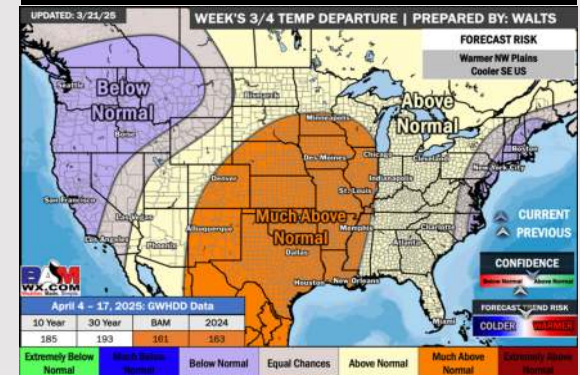 UPDATED: 3/21/25
WEEK'S 3/4 TEMP DEPARTURE | PREPARED BY: WALTS
FORECAST RISK
Warmer NW Plains
Cooler SE US
Seattle
Below
Normal
Boise
Bismarck
Minneapolis
Above
Normal
Boston
New York City
Chicago
Cleveland
Des Moines
Indianapolis
Denver
St. Louis
San Francisco
Las Vegas
Los Angeles
Phoenix
Albuquerque
Much Above
Normal
Memphis
Charlotte
Atlanta
Dallas
Houston
New Orleans
Miami
CURRENT
PREVIOUS
CONFIDENCE
Below Normal
Above Normal
FORECAST TREND RISK
COLDER
WARMER
BAM
WX.COM
April 4 – 17, 2025: GWHDD Data
10 Year 30 Year BAM 2024
185 193 161 163
Extremely Below Normal
Much Below Normal
Below Normal
Equal Chances
Above Normal
Much Above Normal
Extremely Above Normal